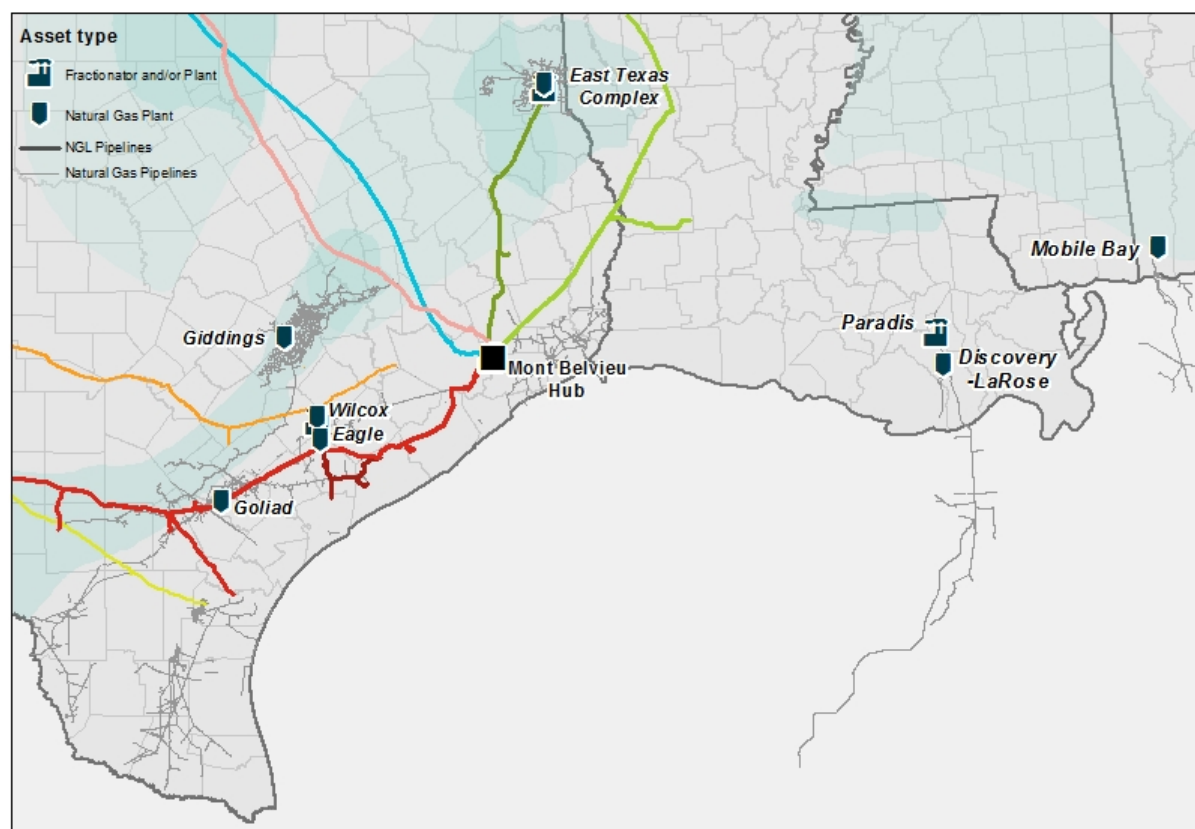 Asset type
Fractionator and/or Plant
Natural Gas Plant
NGL Pipelines
Natural Gas Pipelines
East Texas
Complex
Mobile Bay
Giddings
Paradis
Discovery
-LaRose
Mont Belvieu
Hub
Wilcox
Eagle
Goliad